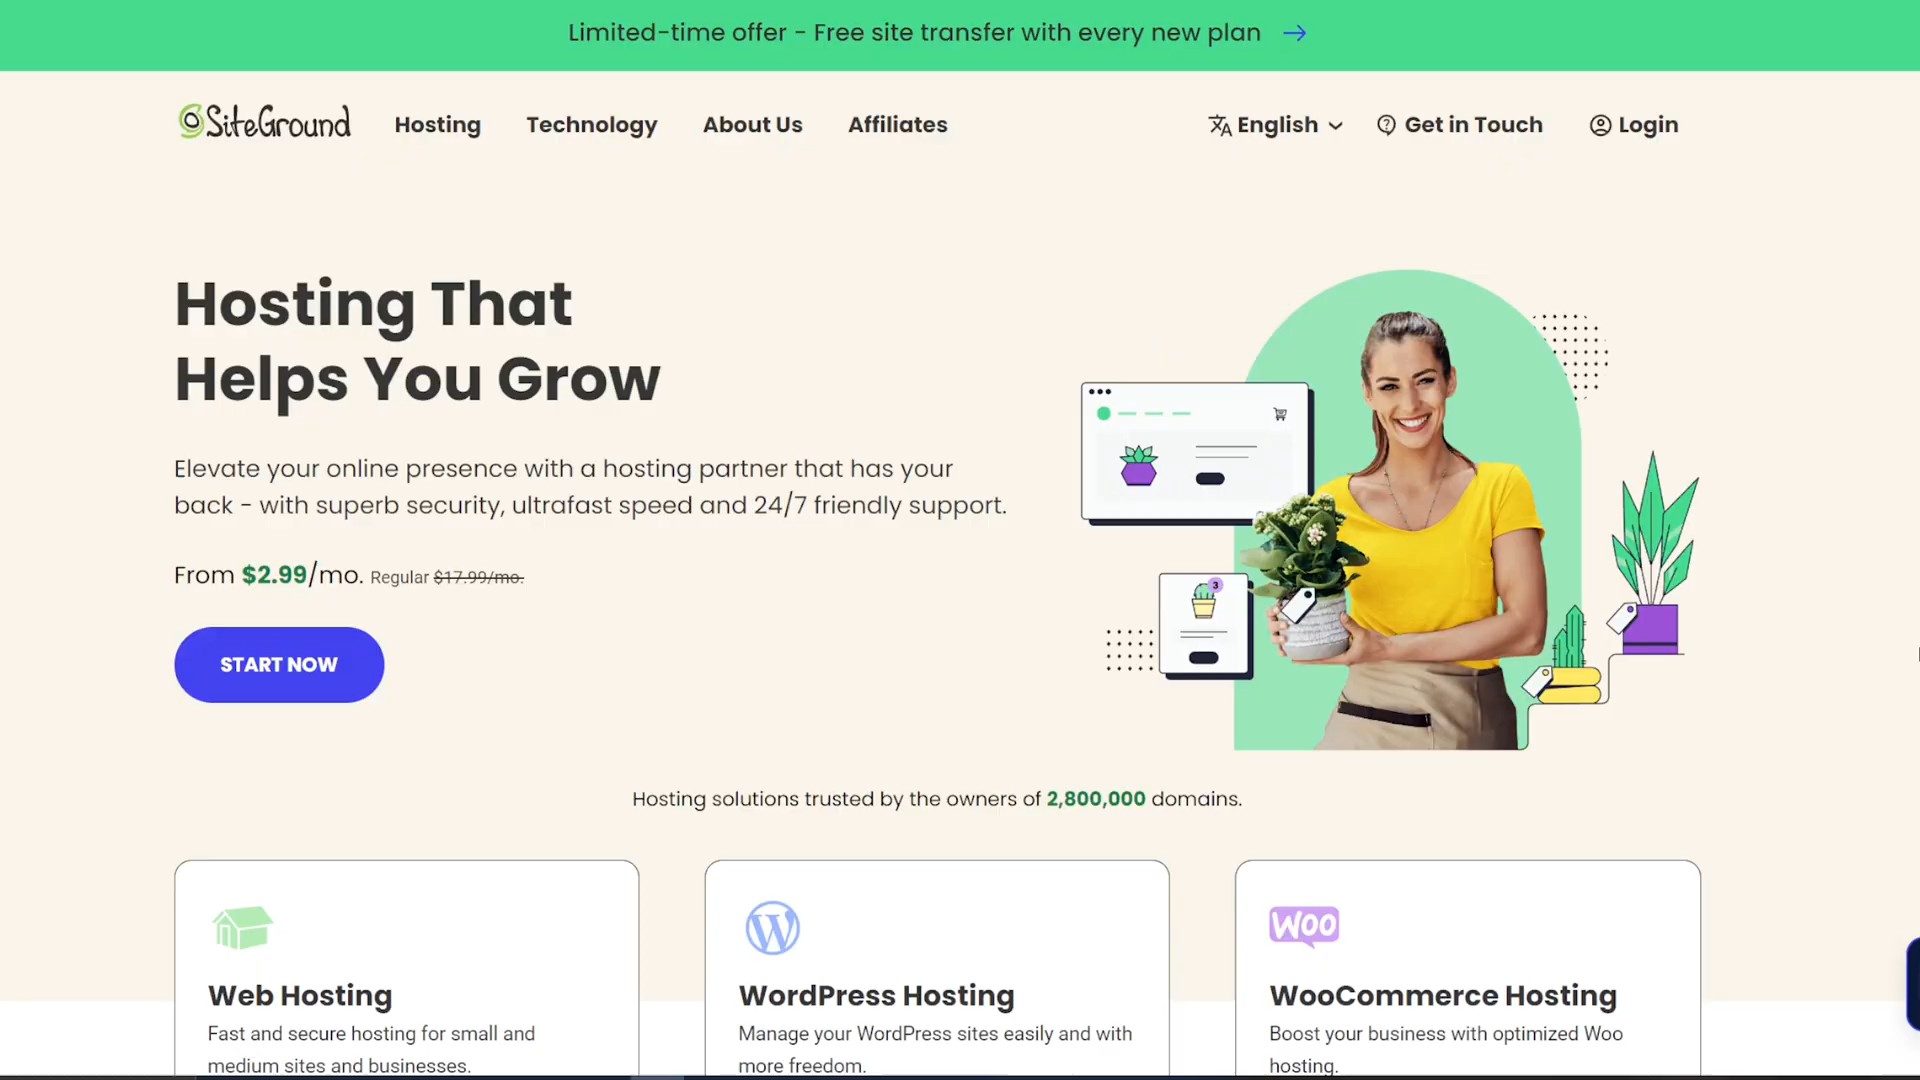 Limited-time offer - Free site transfer with every new plan →
SiteGround
Hosting
Technology
About Us
Affiliates
English
Get in Touch
Login
Hosting That
Helps You Grow
Elevate your online presence with a hosting partner that has your
back - with superb security, ultrafast speed and 24/7 friendly support.
From $2.99/mo. Regular $17.99/mo.
START NOW
3
Hosting solutions trusted by the owners of 2,800,000 domains.
Web Hosting
Fast and secure hosting for small and
medium sites and businesses.
WordPress Hosting
Manage your WordPress sites easily and with
more freedom.
WOO
WooCommerce Hosting
Boost your business with optimized Woo
hosting.